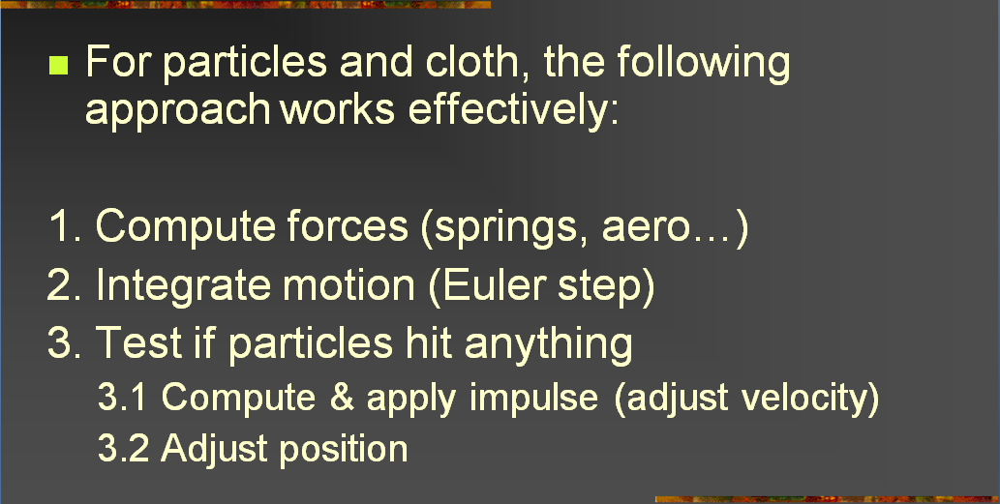 For particles and cloth, the following
approach works effectively:
1. Compute forces (springs, aero…)
2. Integrate motion (Euler step)
3. Test if particles hit anything
3.1 Compute & apply impulse (adjust velocity)
3.2 Adjust position